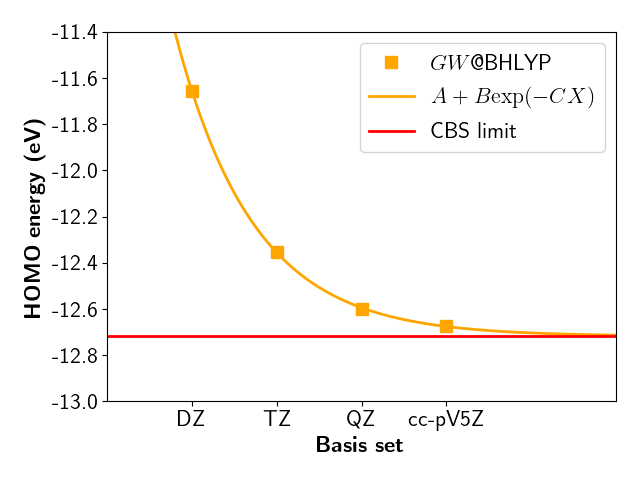 -11.4
-11.6
-11.8
-12.0
-12.2
-12.4
-12.6
-12.8
-13.0
HOMO energy (eV)
GW@BHLYP
A + Bexp(−CX)
CBS limit
DZ TZ QZ cc-pV5Z
Basis set